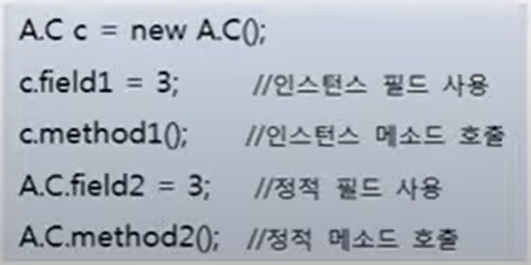 A.C c = new A.C();
c.field1 = 3; //인스턴스 필드 사용
c.method1(); //인스턴스 메소드 호출
A.C.field2 = 3; //정적 필드 사용
A.C.method2(); //정적 메소드 호출